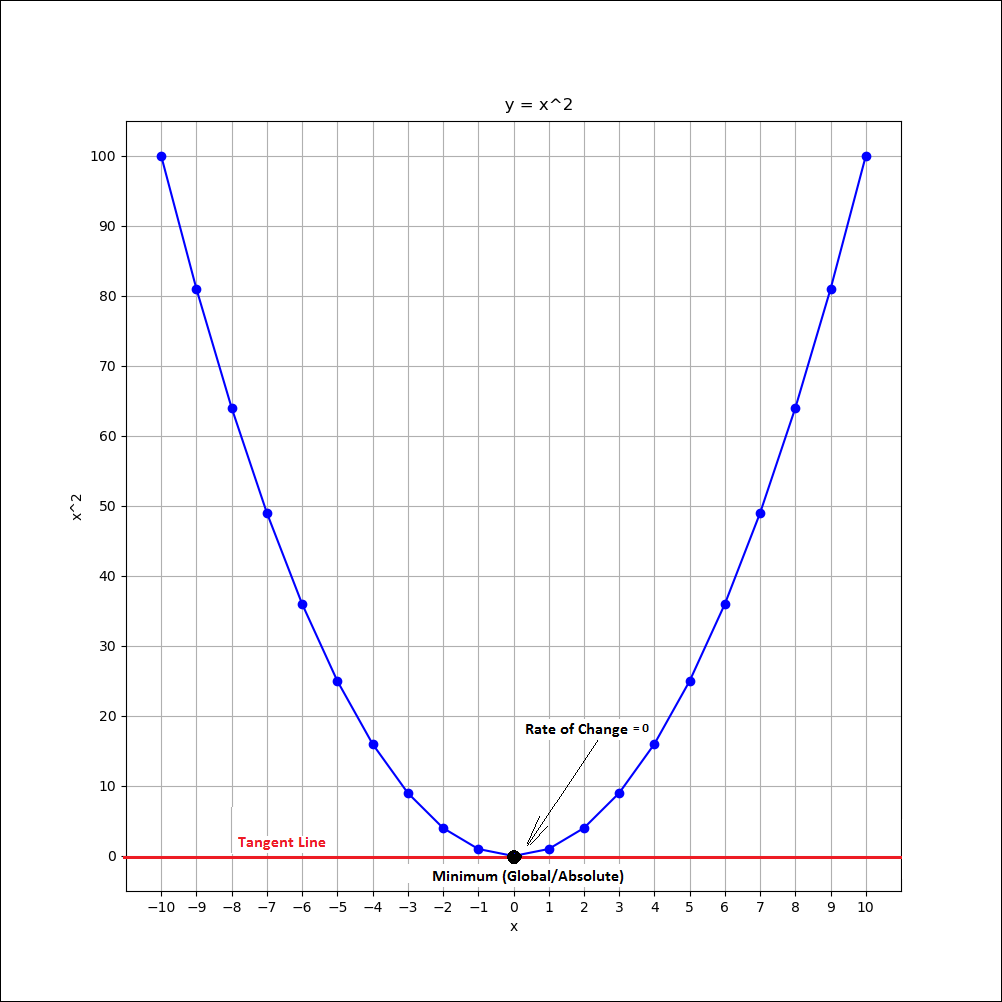 y = x^2
100
90
80
70
60
50
40
30
20
10
0
x^2
Rate of Change = 0
Tangent Line
Minimum (Global/Absolute)
−10 −9 −8 −7 −6 −5 −4 −3 −2 −1 0 1 2 3 4 5 6 7 8 9 10
x